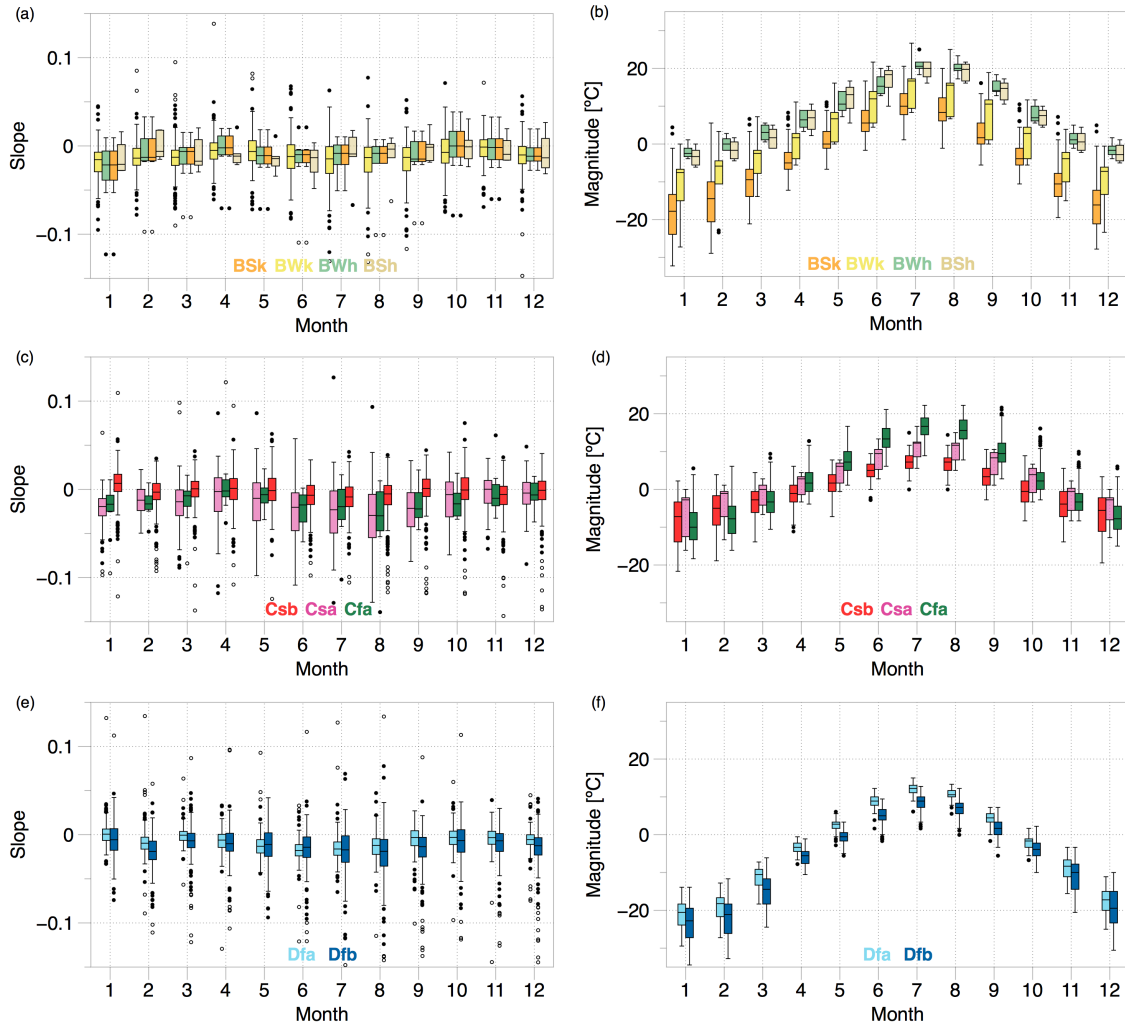 (a)
Slope
0.1
0
−0.1
BSk BWk BWh BSh
1 2 3 4 5 6 7 8 9 10 11 12
Month
(b)
Magnitude [ºC]
20
0
−20
BSk BWk BWh BSh
1 2 3 4 5 6 7 8 9 10 11 12
Month
(c)
Slope
0.1
0
−0.1
Csb Csa Cfa
1 2 3 4 5 6 7 8 9 10 11 12
Month
(d)
Magnitude [ºC]
20
0
−20
Csb Csa Cfa
1 2 3 4 5 6 7 8 9 10 11 12
Month
(e)
Slope
0.1
0
−0.1
Dfa Dfb
1 2 3 4 5 6 7 8 9 10 11 12
Month
(f)
Magnitude [ºC]
20
0
−20
Dfa Dfb
1 2 3 4 5 6 7 8 9 10 11 12
Month